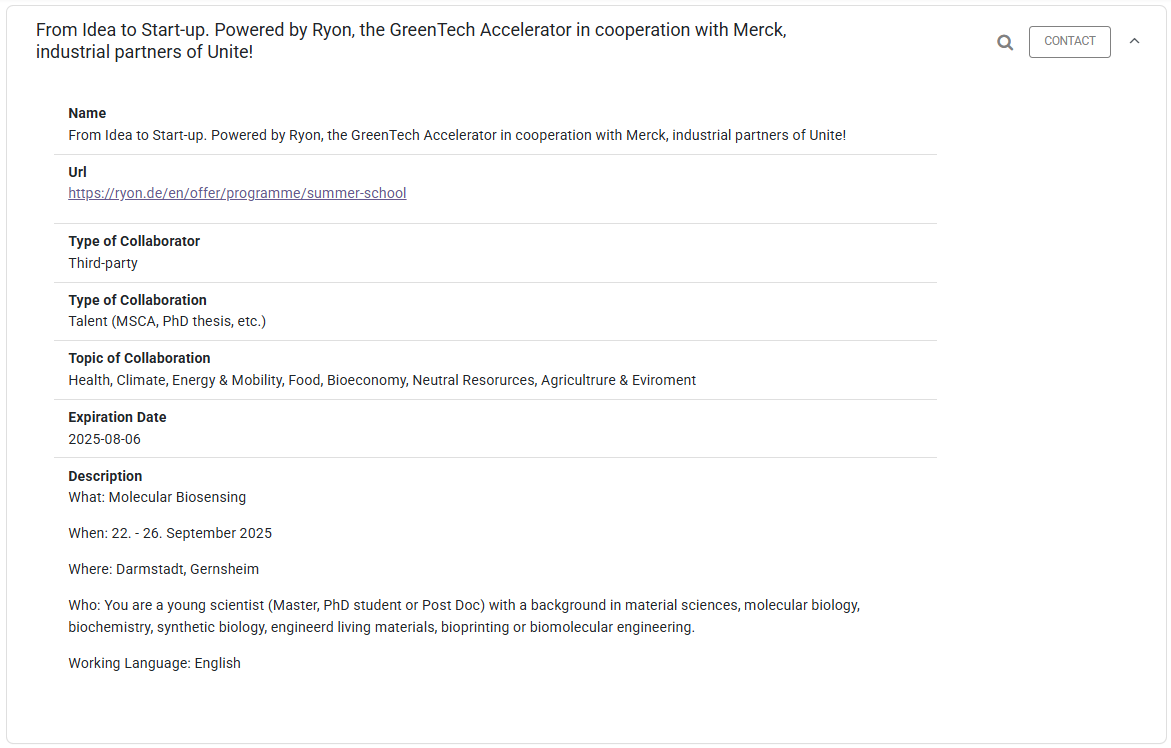 From Idea to Start-up. Powered by Ryon, the GreenTech Accelerator in cooperation with Merck,
industrial partners of Unite!
CONTACT
Name
From Idea to Start-up. Powered by Ryon, the GreenTech Accelerator in cooperation with Merck, industrial partners of Unite!
Url
https://ryon.de/en/offer/programme/summer-school
Type of Collaborator
Third-party
Type of Collaboration
Talent (MSCA, PhD thesis, etc.)
Topic of Collaboration
Health, Climate, Energy & Mobility, Food, Bioeconomy, Neutral Resorurces, Agricultrure & Eviroment
Expiration Date
2025-08-06
Description
What: Molecular Biosensing
When: 22. - 26. September 2025
Where: Darmstadt, Gernsheim
Who: You are a young scientist (Master, PhD student or Post Doc) with a background in material sciences, molecular biology,
biochemistry, synthetic biology, engineerd living materials, bioprinting or biomolecular engineering.
Working Language: English